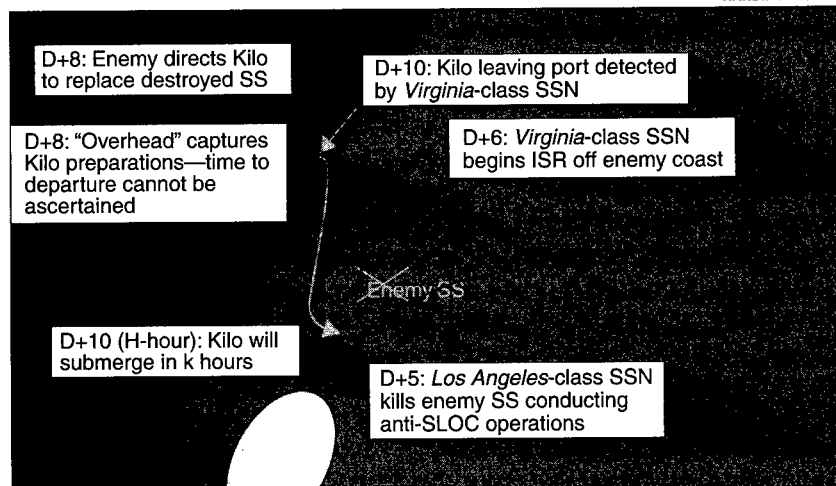 D+8: Enemy directs Kilo
to replace destroyed SS
D+10: Kilo leaving port detected
by Virginia-class SSN
D+8: “Overhead” captures
Kilo preparations—time to
departure cannot be
ascertained
D+6: Virginia-class SSN
begins ISR off enemy coast
Enemy SS
D+10 (H-hour): Kilo will
submerge in k hours
D+5: Los Angeles-class SSN
kills enemy SS conducting
anti-SLOC operations